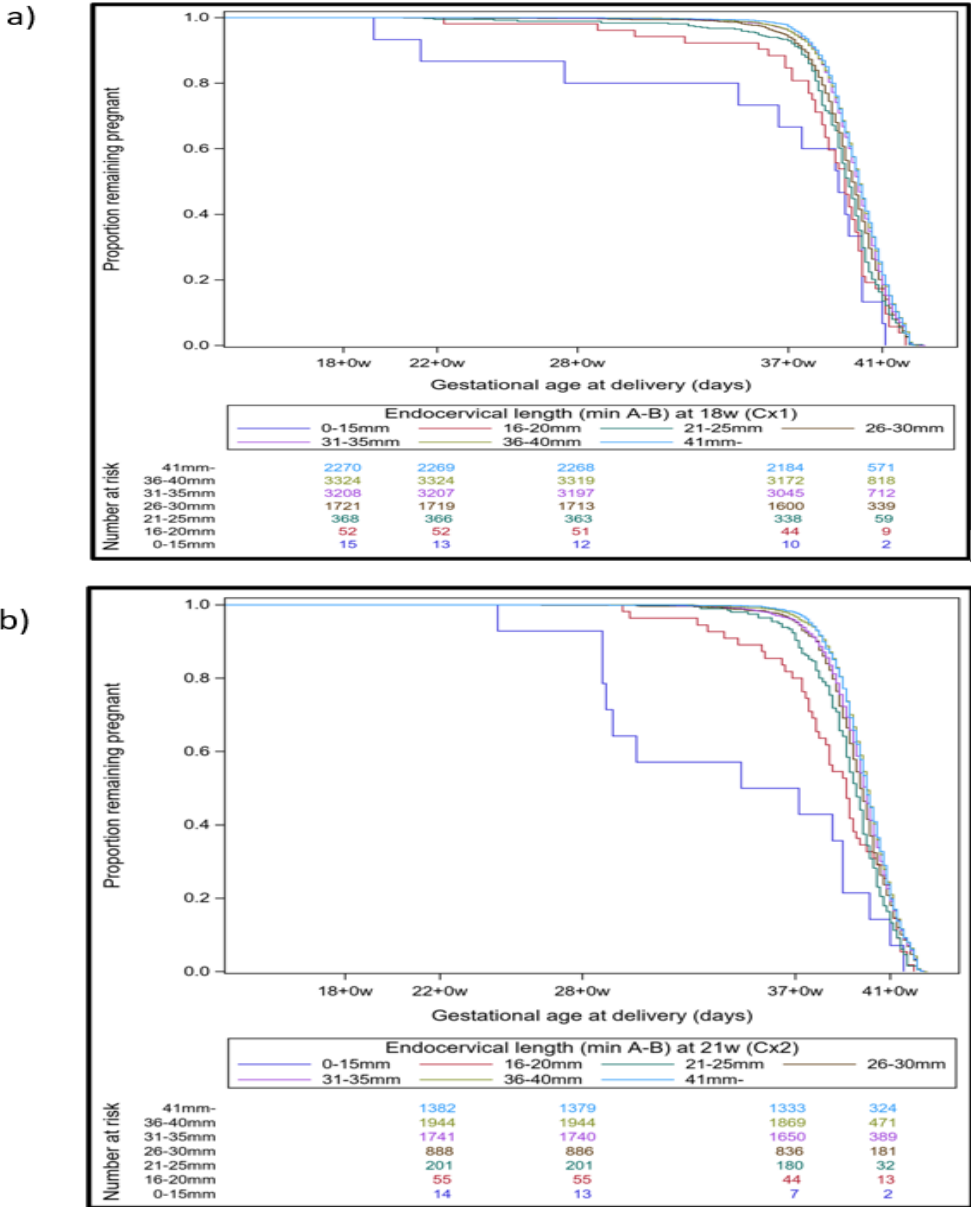 a)
Proportion remaining pregnant
1.0
0.8
0.6
0.4
0.2
0.0
18+0w 22+0w 28+0w 37+0w 41+0w
Gestational age at delivery (days)
Endocervical length (min A-B) at 18w (Cx1)
0-15mm 16-20mm 21-25mm 26-30mm
31-35mm 36-40mm 41mm-
Number at risk
41mm- 2270 2269 2268 2184 571
36-40mm 3324 3324 3319 3172 818
31-35mm 3208 3207 3197 3045 712
26-30mm 1721 1719 1713 1600 339
21-25mm 368 366 363 338 59
16-20mm 52 52 51 44 9
0-15mm 15 13 12 10 2
b)
Proportion remaining pregnant
1.0
0.8
0.6
0.4
0.2
0.0
18+0w 22+0w 28+0w 37+0w 41+0w
Gestational age at delivery (days)
Endocervical length (min A-B) at 21w (Cx2)
0-15mm 16-20mm 21-25mm 26-30mm
31-35mm 36-40mm 41mm-
Number at risk
41mm- 1382 1379 1333 324
36-40mm 1944 1944 1869 471
31-35mm 1741 1740 1650 389
26-30mm 888 886 836 181
21-25mm 201 201 180 32
16-20mm 55 55 44 13
0-15mm 14 13 7 2